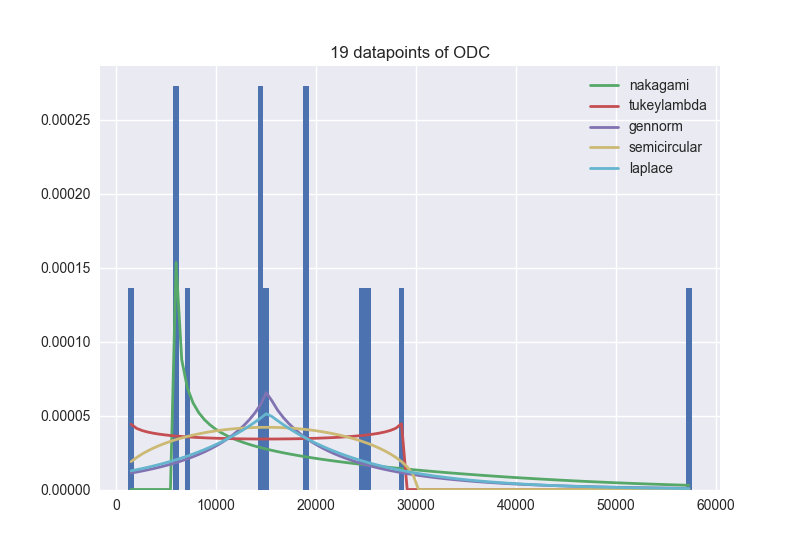 19 datapoints of ODC
nakagami
tukeylambda
gennorm
semicircular
laplace
0.00025
0.00020
0.00015
0.00010
0.00005
0.00000
0 10000 20000 30000 40000 50000 60000